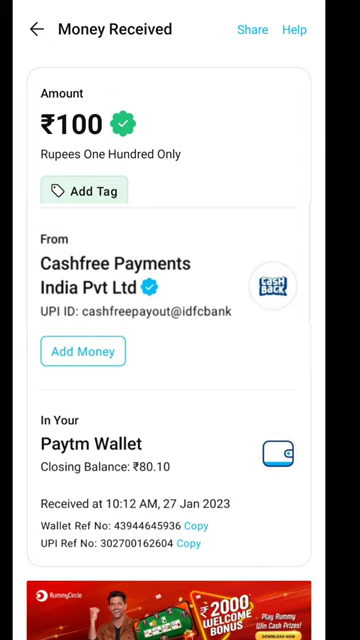 Money Received
Share
Help
Amount
₹100
Rupees One Hundred Only
Add Tag
From
Cashfree Payments
India Pvt Ltd
CASH
BACK
UPI ID: cashfreepayout@idfcbank
Add Money
In Your
Paytm Wallet
Closing Balance: ₹80.10
Received at 10:12 AM, 27 Jan 2023
Wallet Ref No: 43944645936 Copy
UPI Ref No: 302700162604 Copy
RummyCircle
₹2000
WELCOME
BONUS
Play Rummy
Win Cash Prizes!
DOWNLOAD NOW